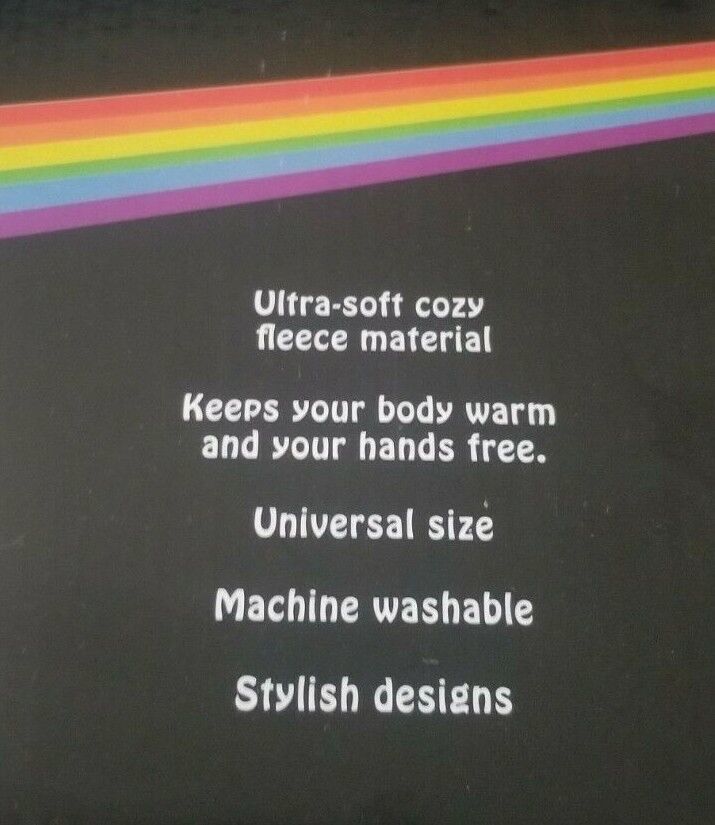 Ultra-soft cozy
fleece material
Keeps your body warm
and your hands free.
Universal size
Machine washable
Stylish designs